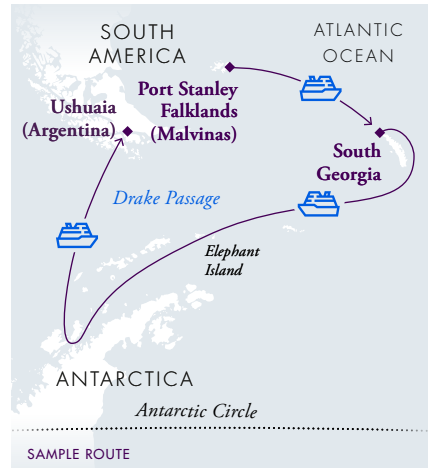 SOUTH
AMERICA
ATLANTIC
OCEAN
Port Stanley
Falklands
(Malvinas)
Ushuaia
(Argentina)
South
Georgia
Drake Passage
Elephant
Island
ANTARCTICA
Antarctic Circle
SAMPLE ROUTE